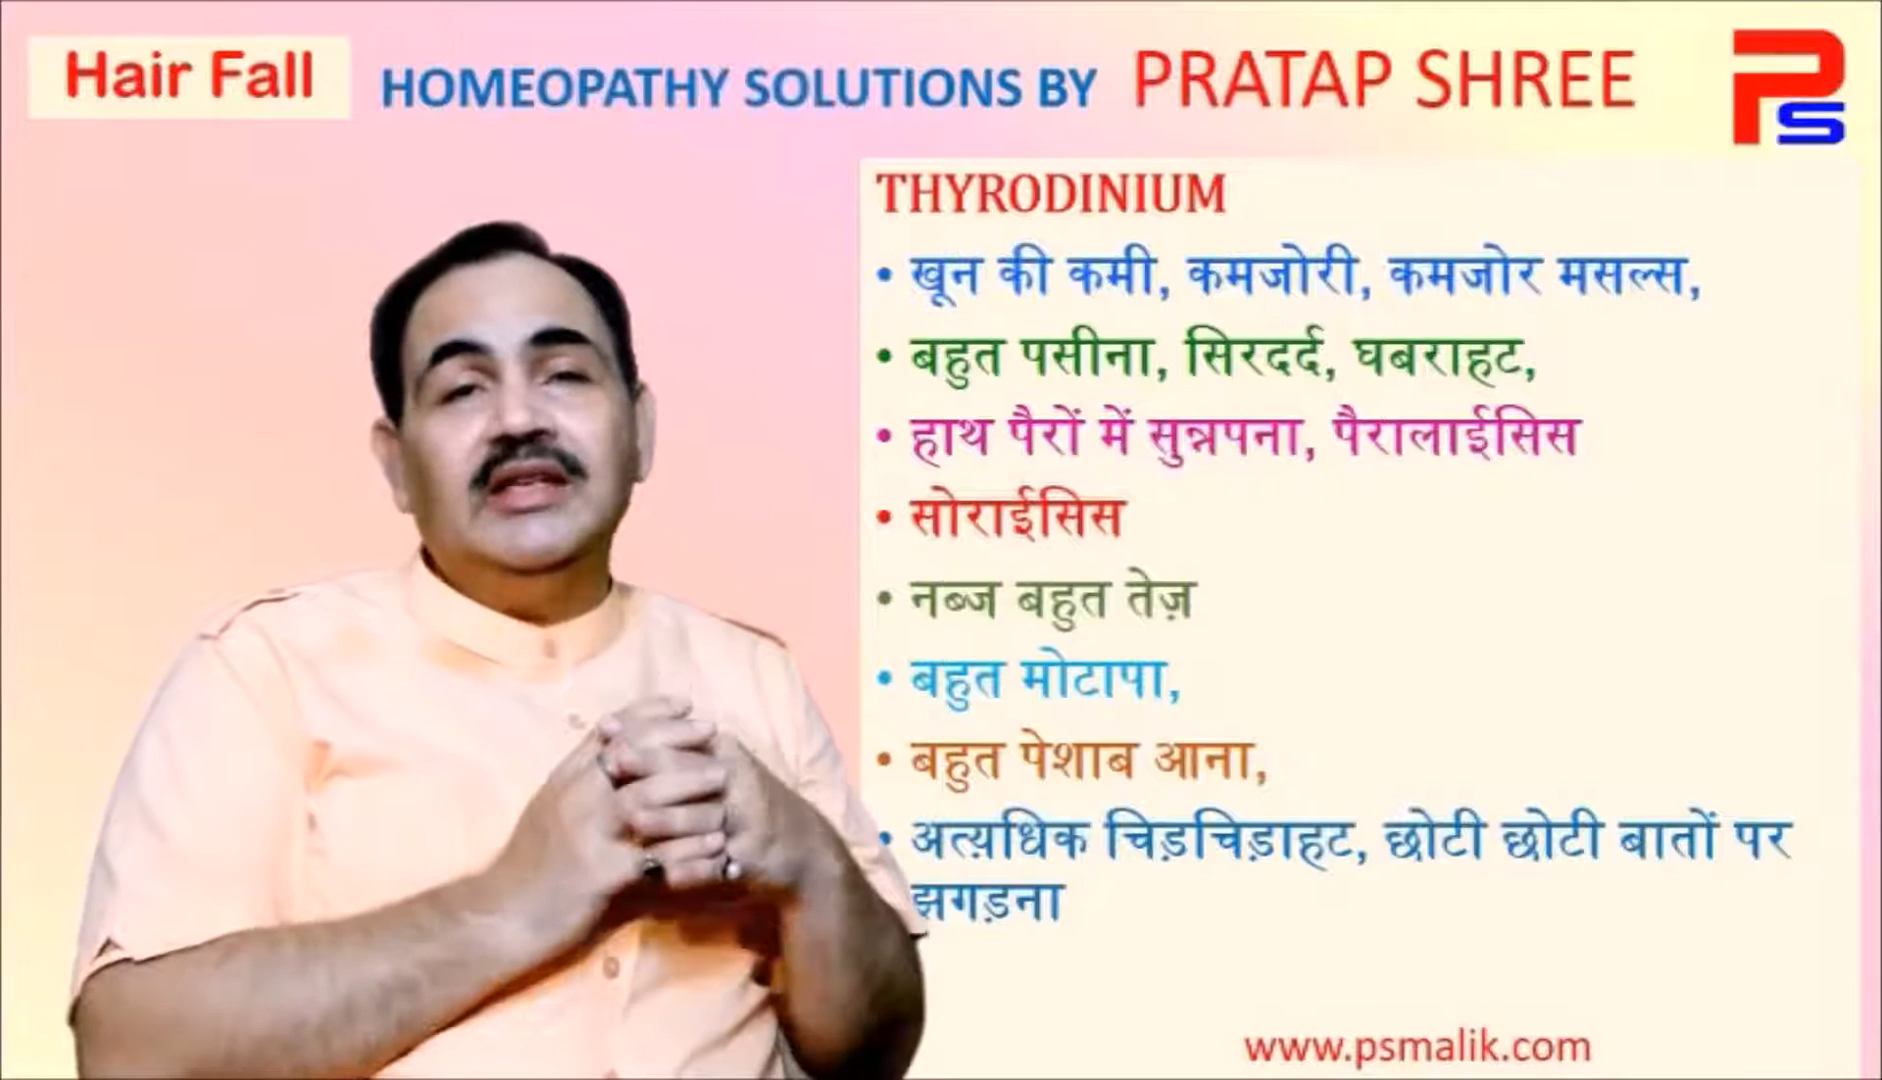 Hair Fall HOMEOPATHY SOLUTIONS BY PRATAP SHREE
Ps
THYRODINIUM
• खून की कमी, कमजोरी, कमजोर मसल्स,
• बहुत पसीना, सिरदर्द, घबराहट,
• हाथ पैरों में सुन्नपना, पैरालाईसिस
• सोराईसिस
• नब्ज बहुत तेज़
• बहुत मोटापा,
• बहुत पेशाब आना,
• अत्य़धिक चिड़चिड़ाहट, छोटी छोटी बातों पर
झगड़ना
www.psmalik.com